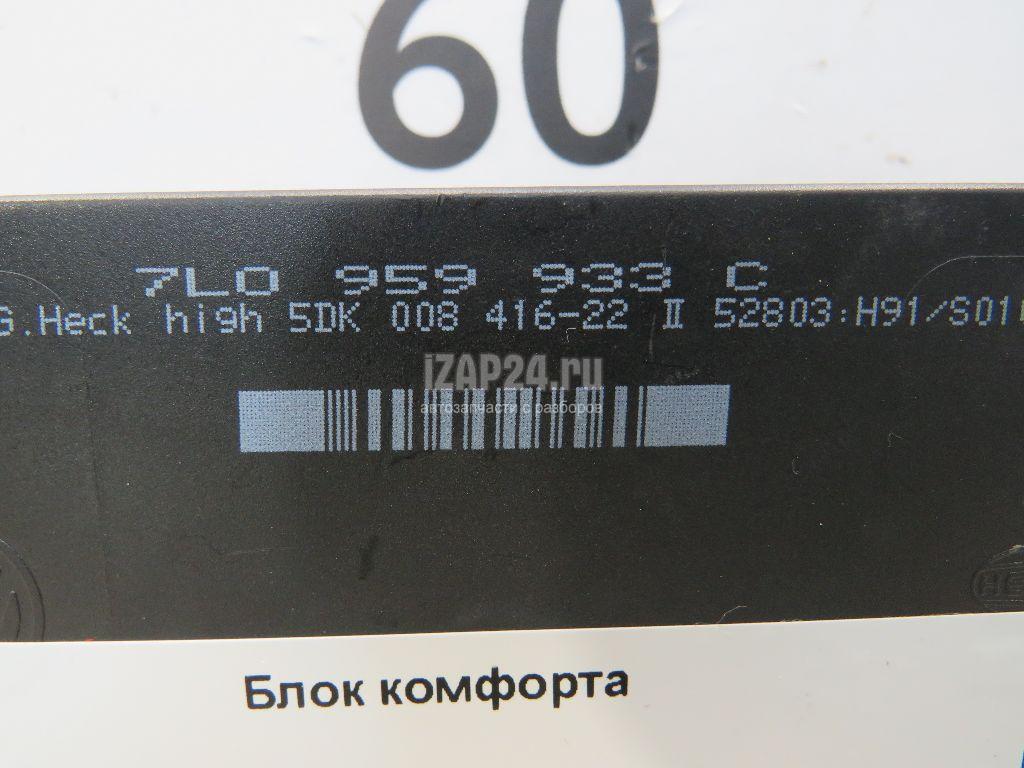 60
7L0 959 933 C
G.Heck high 5DK 008 416-22 II 52803:H91/S01
iZAP24.ru
автозапчасти с разборов
Блок комфорта